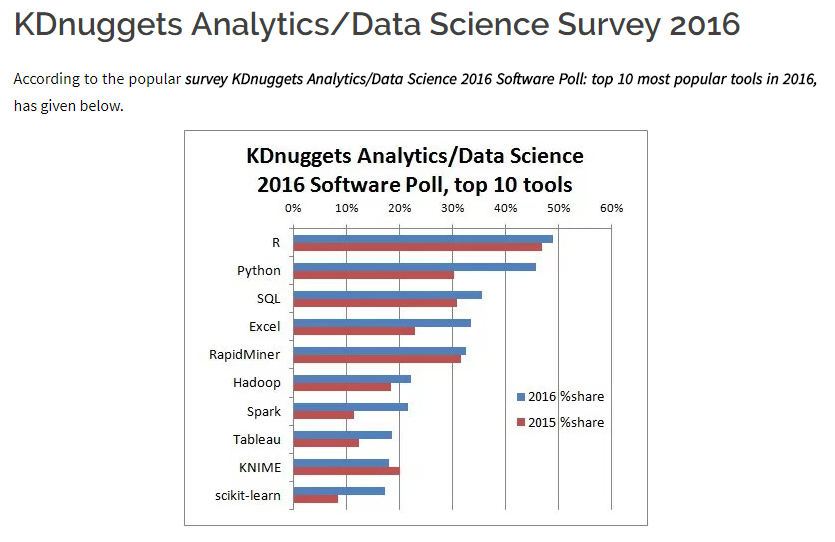 KDnuggets Analytics/Data Science Survey 2016
According to the popular survey KDnuggets Analytics/Data Science 2016 Software Poll: top 10 most popular tools in 2016,
has given below.
KDnuggets Analytics/Data Science
2016 Software Poll, top 10 tools
0% 10% 20% 30% 40% 50% 60%
R
Python
SQL
Excel
RapidMiner
Hadoop
Spark
Tableau
KNIME
scikit-learn
2016 %share
2015 %share